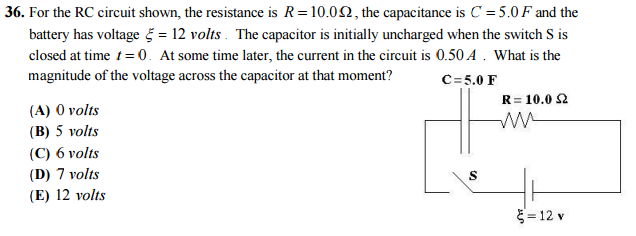 36. For the RC circuit shown, the resistance is R = 10.0Ω, the capacitance is C = 5.0 F and the
battery has voltage ξ = 12 volts. The capacitor is initially uncharged when the switch S is
closed at time t = 0. At some time later, the current in the circuit is 0.50 A. What is the
magnitude of the voltage across the capacitor at that moment?
C=5.0 F
R= 10.0 Ω
(A) 0 volts
(B) 5 volts
(C) 6 volts
(D) 7 volts
(E) 12 volts
S
ξ = 12 v